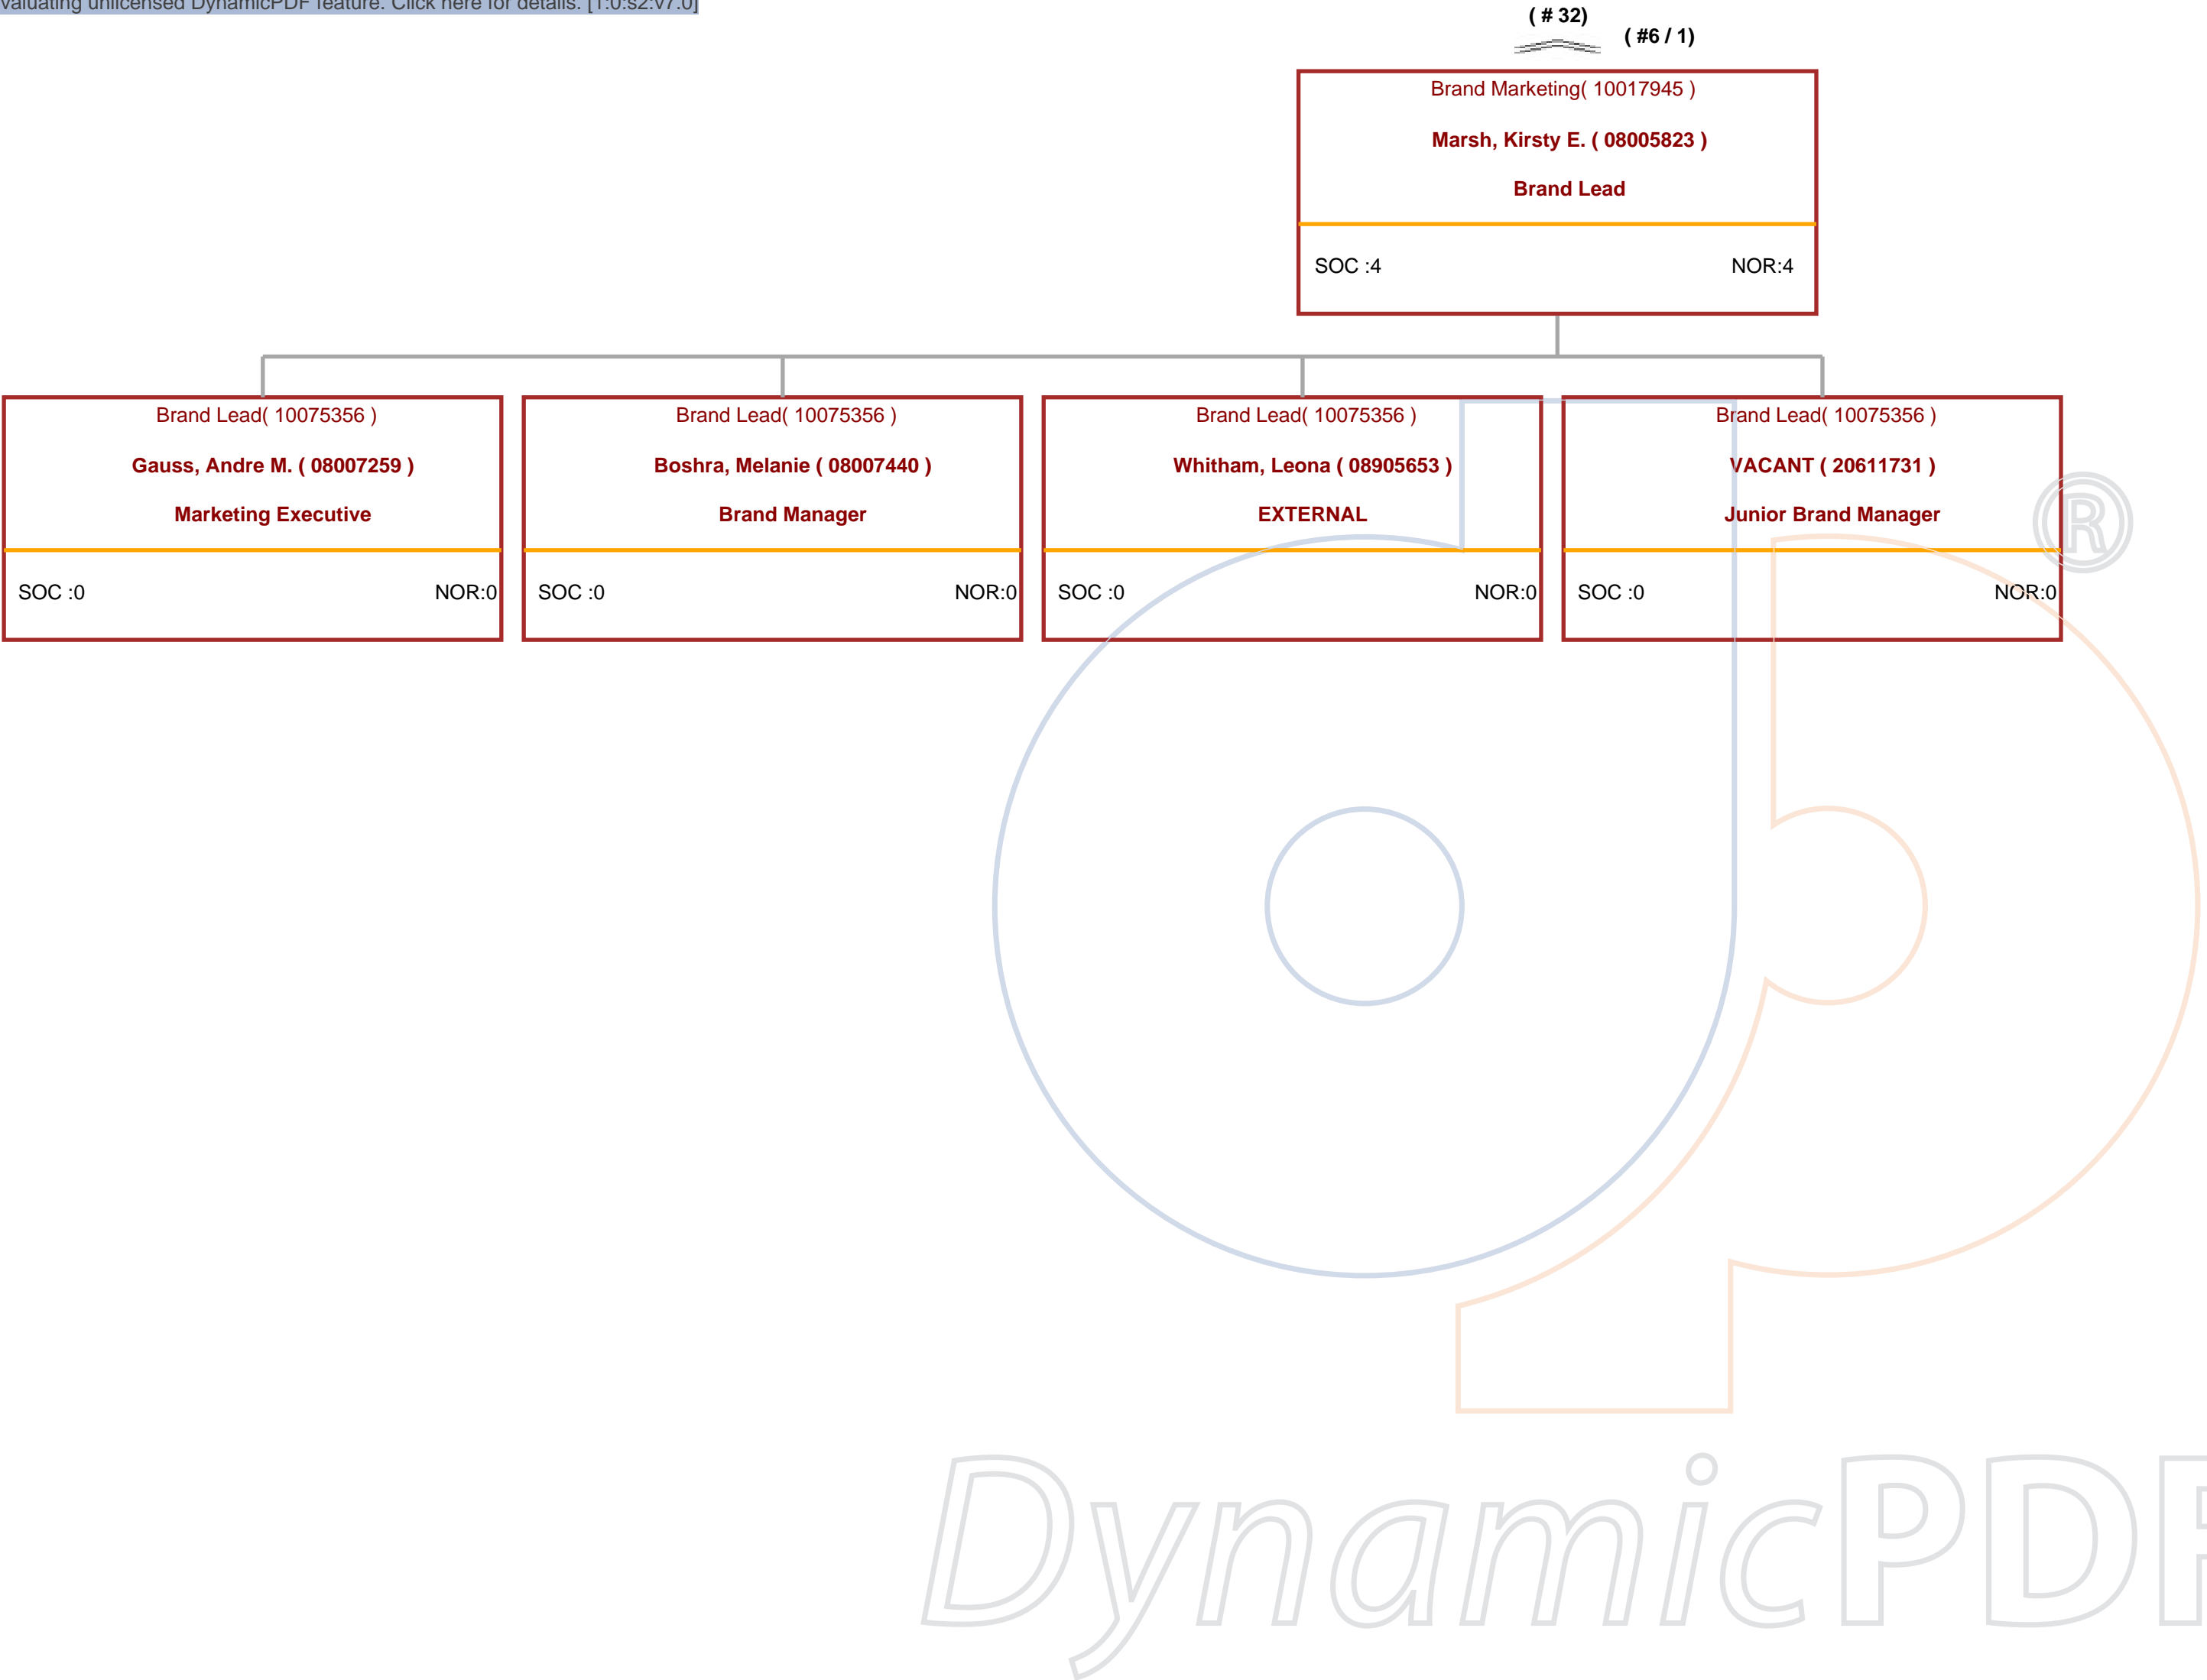 valuating unlicensed DynamicPDF feature. Click here for details. [1:0:s2:v7.0]
( # 32)
( #6 / 1)
Brand Marketing( 10017945 )
Marsh, Kirsty E. ( 08005823 )
Brand Lead
SOC :4 NOR:4
Brand Lead( 10075356 )
Gauss, Andre M. ( 08007259 )
Marketing Executive
SOC :0 NOR:0
Brand Lead( 10075356 )
Boshra, Melanie ( 08007440 )
Brand Manager
SOC :0 NOR:0
Brand Lead( 10075356 )
Whitham, Leona ( 08905653 )
EXTERNAL
SOC :0 NOR:0
Brand Lead( 10075356 )
VACANT ( 20611731 )
Junior Brand Manager
SOC :0 NOR:0
®
DynamicPDF